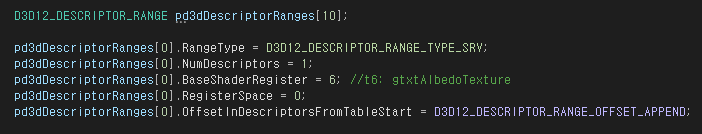 D3D12_DESCRIPTOR_RANGE pd3dDescriptorRanges[10];
pd3dDescriptorRanges[0].RangeType = D3D12_DESCRIPTOR_RANGE_TYPE_SRV;
pd3dDescriptorRanges[0].NumDescriptors = 1;
pd3dDescriptorRanges[0].BaseShaderRegister = 6; //t6: gtxtAlbedoTexture
pd3dDescriptorRanges[0].RegisterSpace = 0;
pd3dDescriptorRanges[0].OffsetInDescriptorsFromTableStart = D3D12_DESCRIPTOR_RANGE_OFFSET_APPEND;